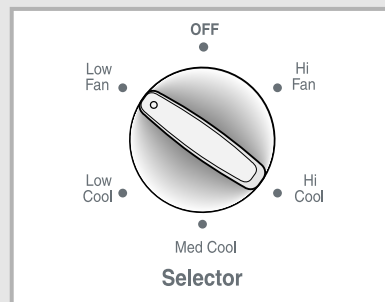 OFF
Low
Fan
Hi
Fan
Low
Cool
Hi
Cool
Med Cool
Selector